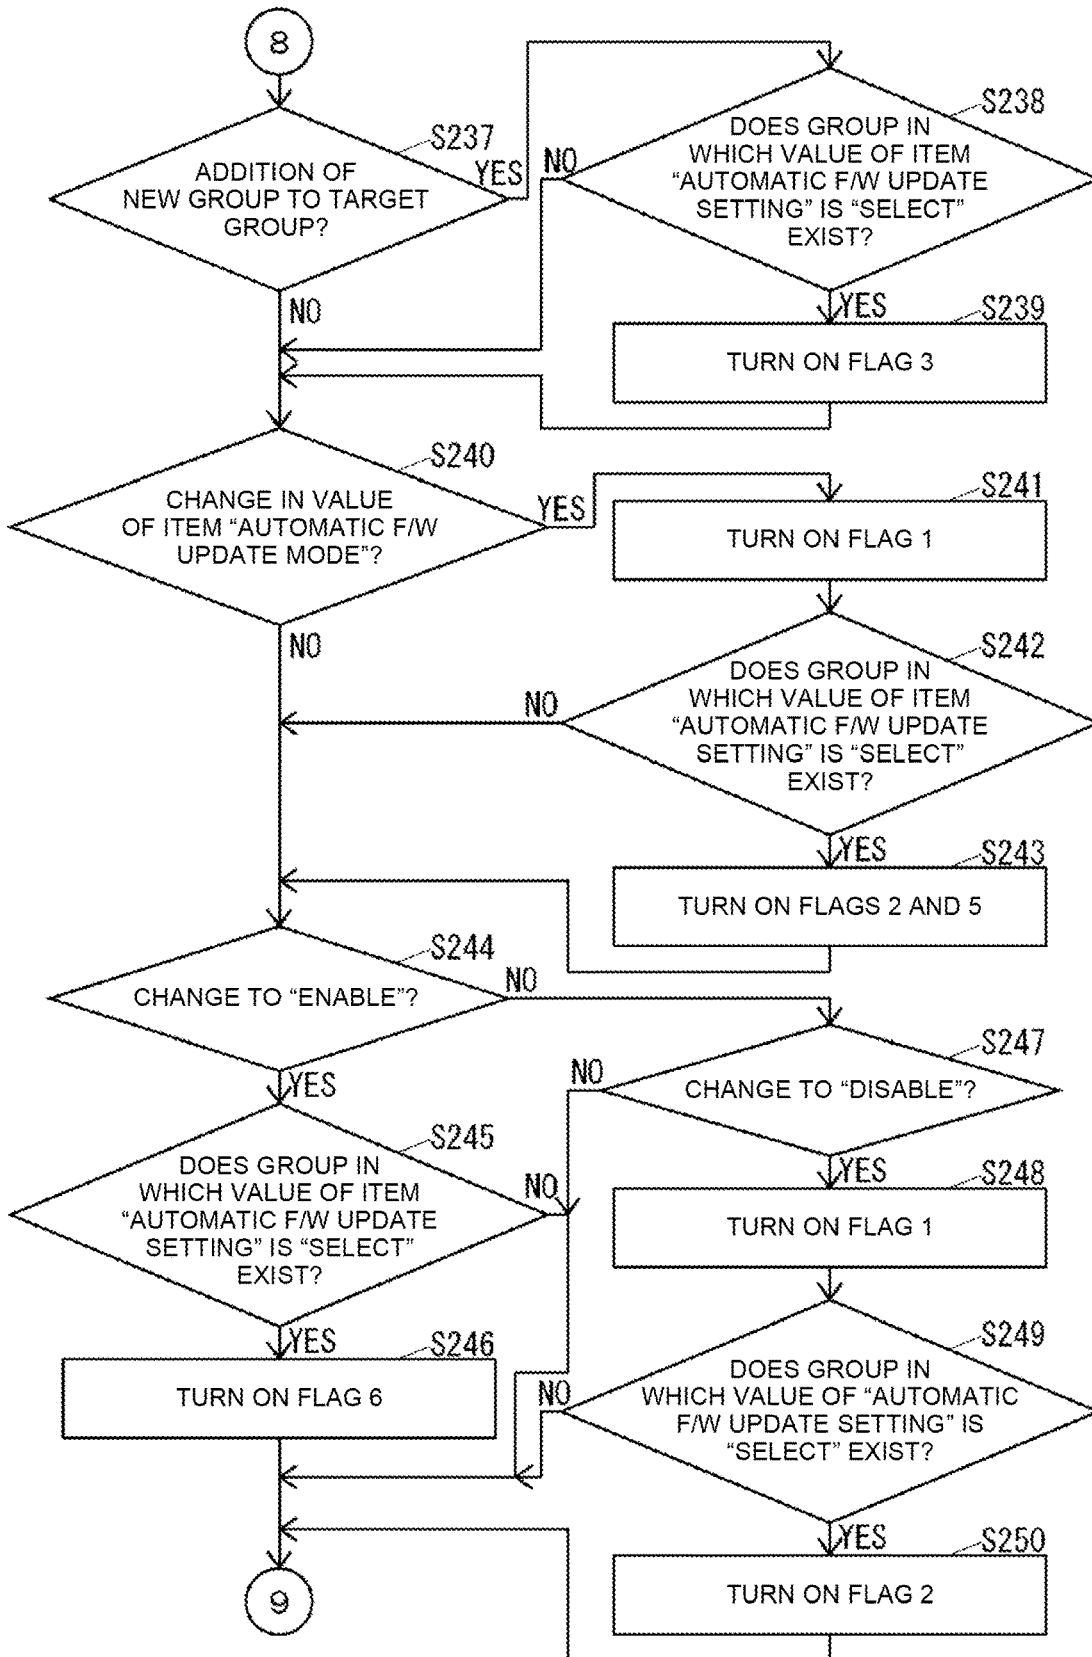 8
S237
ADDITION OF
NEW GROUP TO TARGET
GROUP?
YES
NO
S238
DOES GROUP IN
WHICH VALUE OF ITEM
“AUTOMATIC F/W UPDATE
SETTING” IS “SELECT”
EXIST?
NO
YES
S239
TURN ON FLAG 3
S240
CHANGE IN VALUE
OF ITEM “AUTOMATIC F/W
UPDATE MODE”?
YES
NO
S241
TURN ON FLAG 1
S242
DOES GROUP IN
WHICH VALUE OF ITEM
“AUTOMATIC F/W UPDATE
SETTING” IS “SELECT”
EXIST?
NO
YES
S243
TURN ON FLAGS 2 AND 5
S244
CHANGE TO “ENABLE”?
NO
YES
S247
CHANGE TO “DISABLE”?
NO
YES
S245
DOES GROUP IN
WHICH VALUE OF ITEM
“AUTOMATIC F/W UPDATE
SETTING” IS “SELECT”
EXIST?
NO
YES
S248
TURN ON FLAG 1
S246
TURN ON FLAG 6
S249
DOES GROUP IN
WHICH VALUE OF “AUTOMATIC
F/W UPDATE SETTING” IS
“SELECT” EXIST?
NO
YES
S250
TURN ON FLAG 2
9